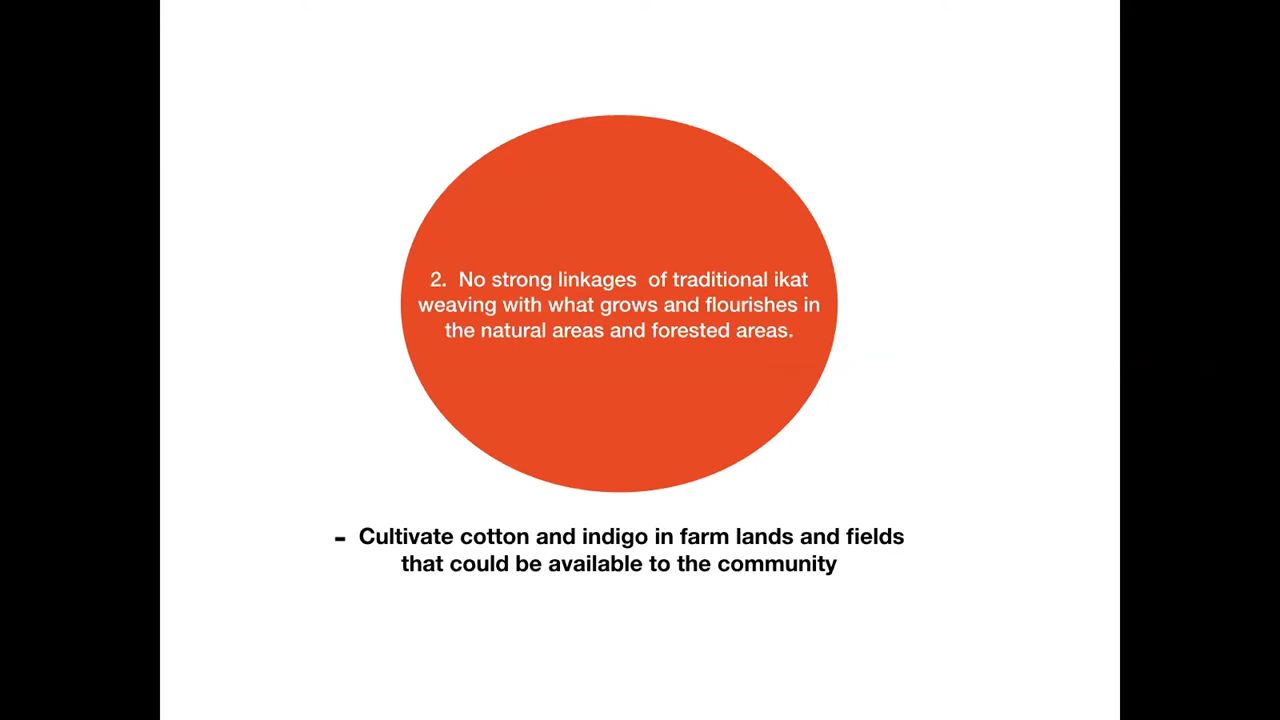 2.  No strong linkages  of traditional ikat
weaving with what grows and flourishes in
the natural areas and forested areas.
- Cultivate cotton and indigo in farm lands and fields
that could be available to the community